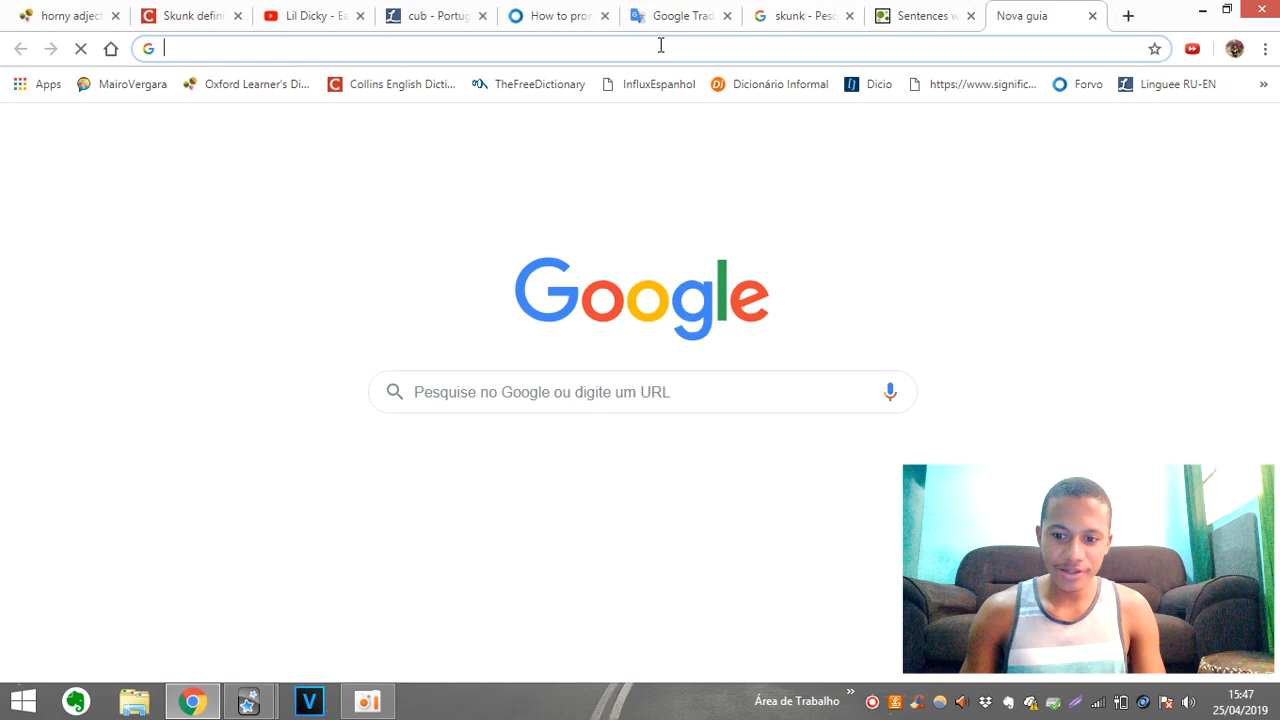 horny adject
Skunk defini
Lil Dicky - Ea
cub - Portug
How to pron
Google Trad
skunk - Pesq
Sentences w
Nova guia
Apps
MairoVergara
Oxford Learner's Di...
Collins English Dicti...
TheFreeDictionary
InfluxEspanhol
Dicionário Informal
Dicio
https://www.signific...
Forvo
Linguee RU-EN
Google
Pesquise no Google ou digite um URL
Área de Trabalho
15:47
25/04/2019